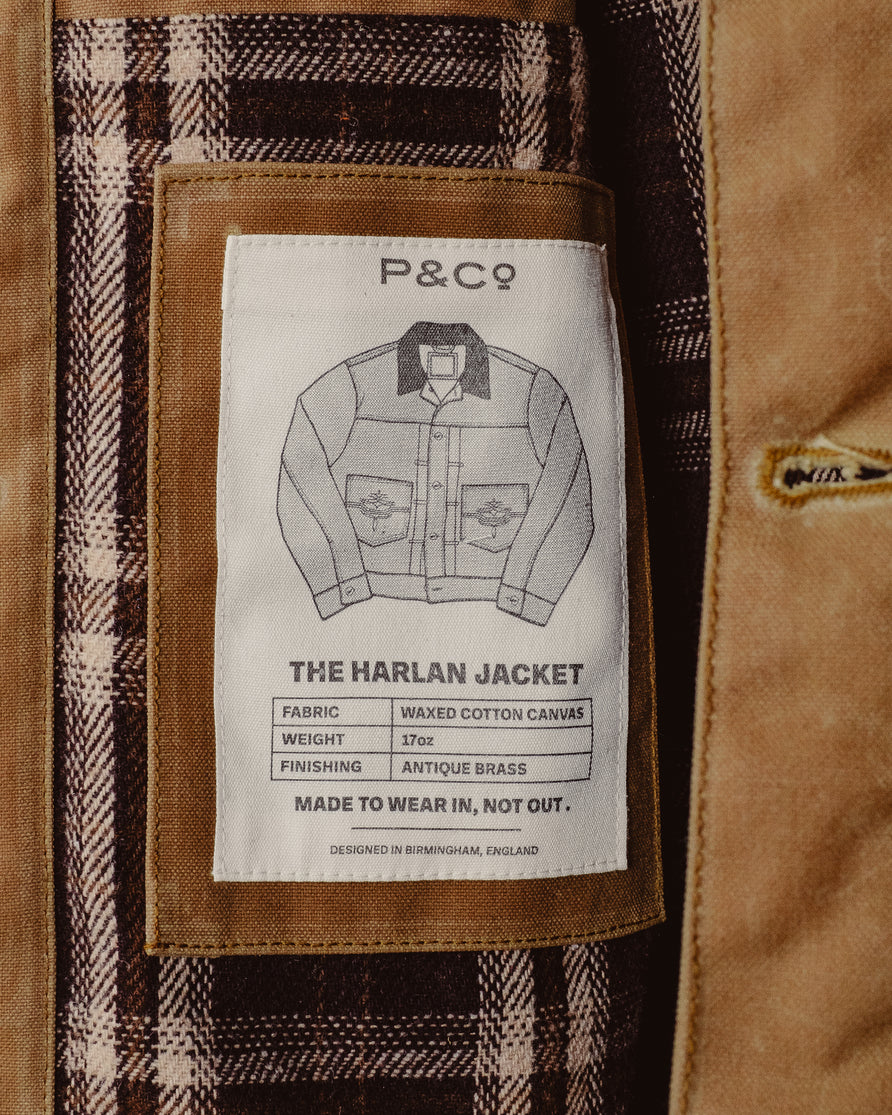 P&Co
THE HARLAN JACKET
FABRIC WAXED COTTON CANVAS
WEIGHT 17oz
FINISHING ANTIQUE BRASS
MADE TO WEAR IN, NOT OUT.
DESIGNED IN BIRMINGHAM, ENGLAND